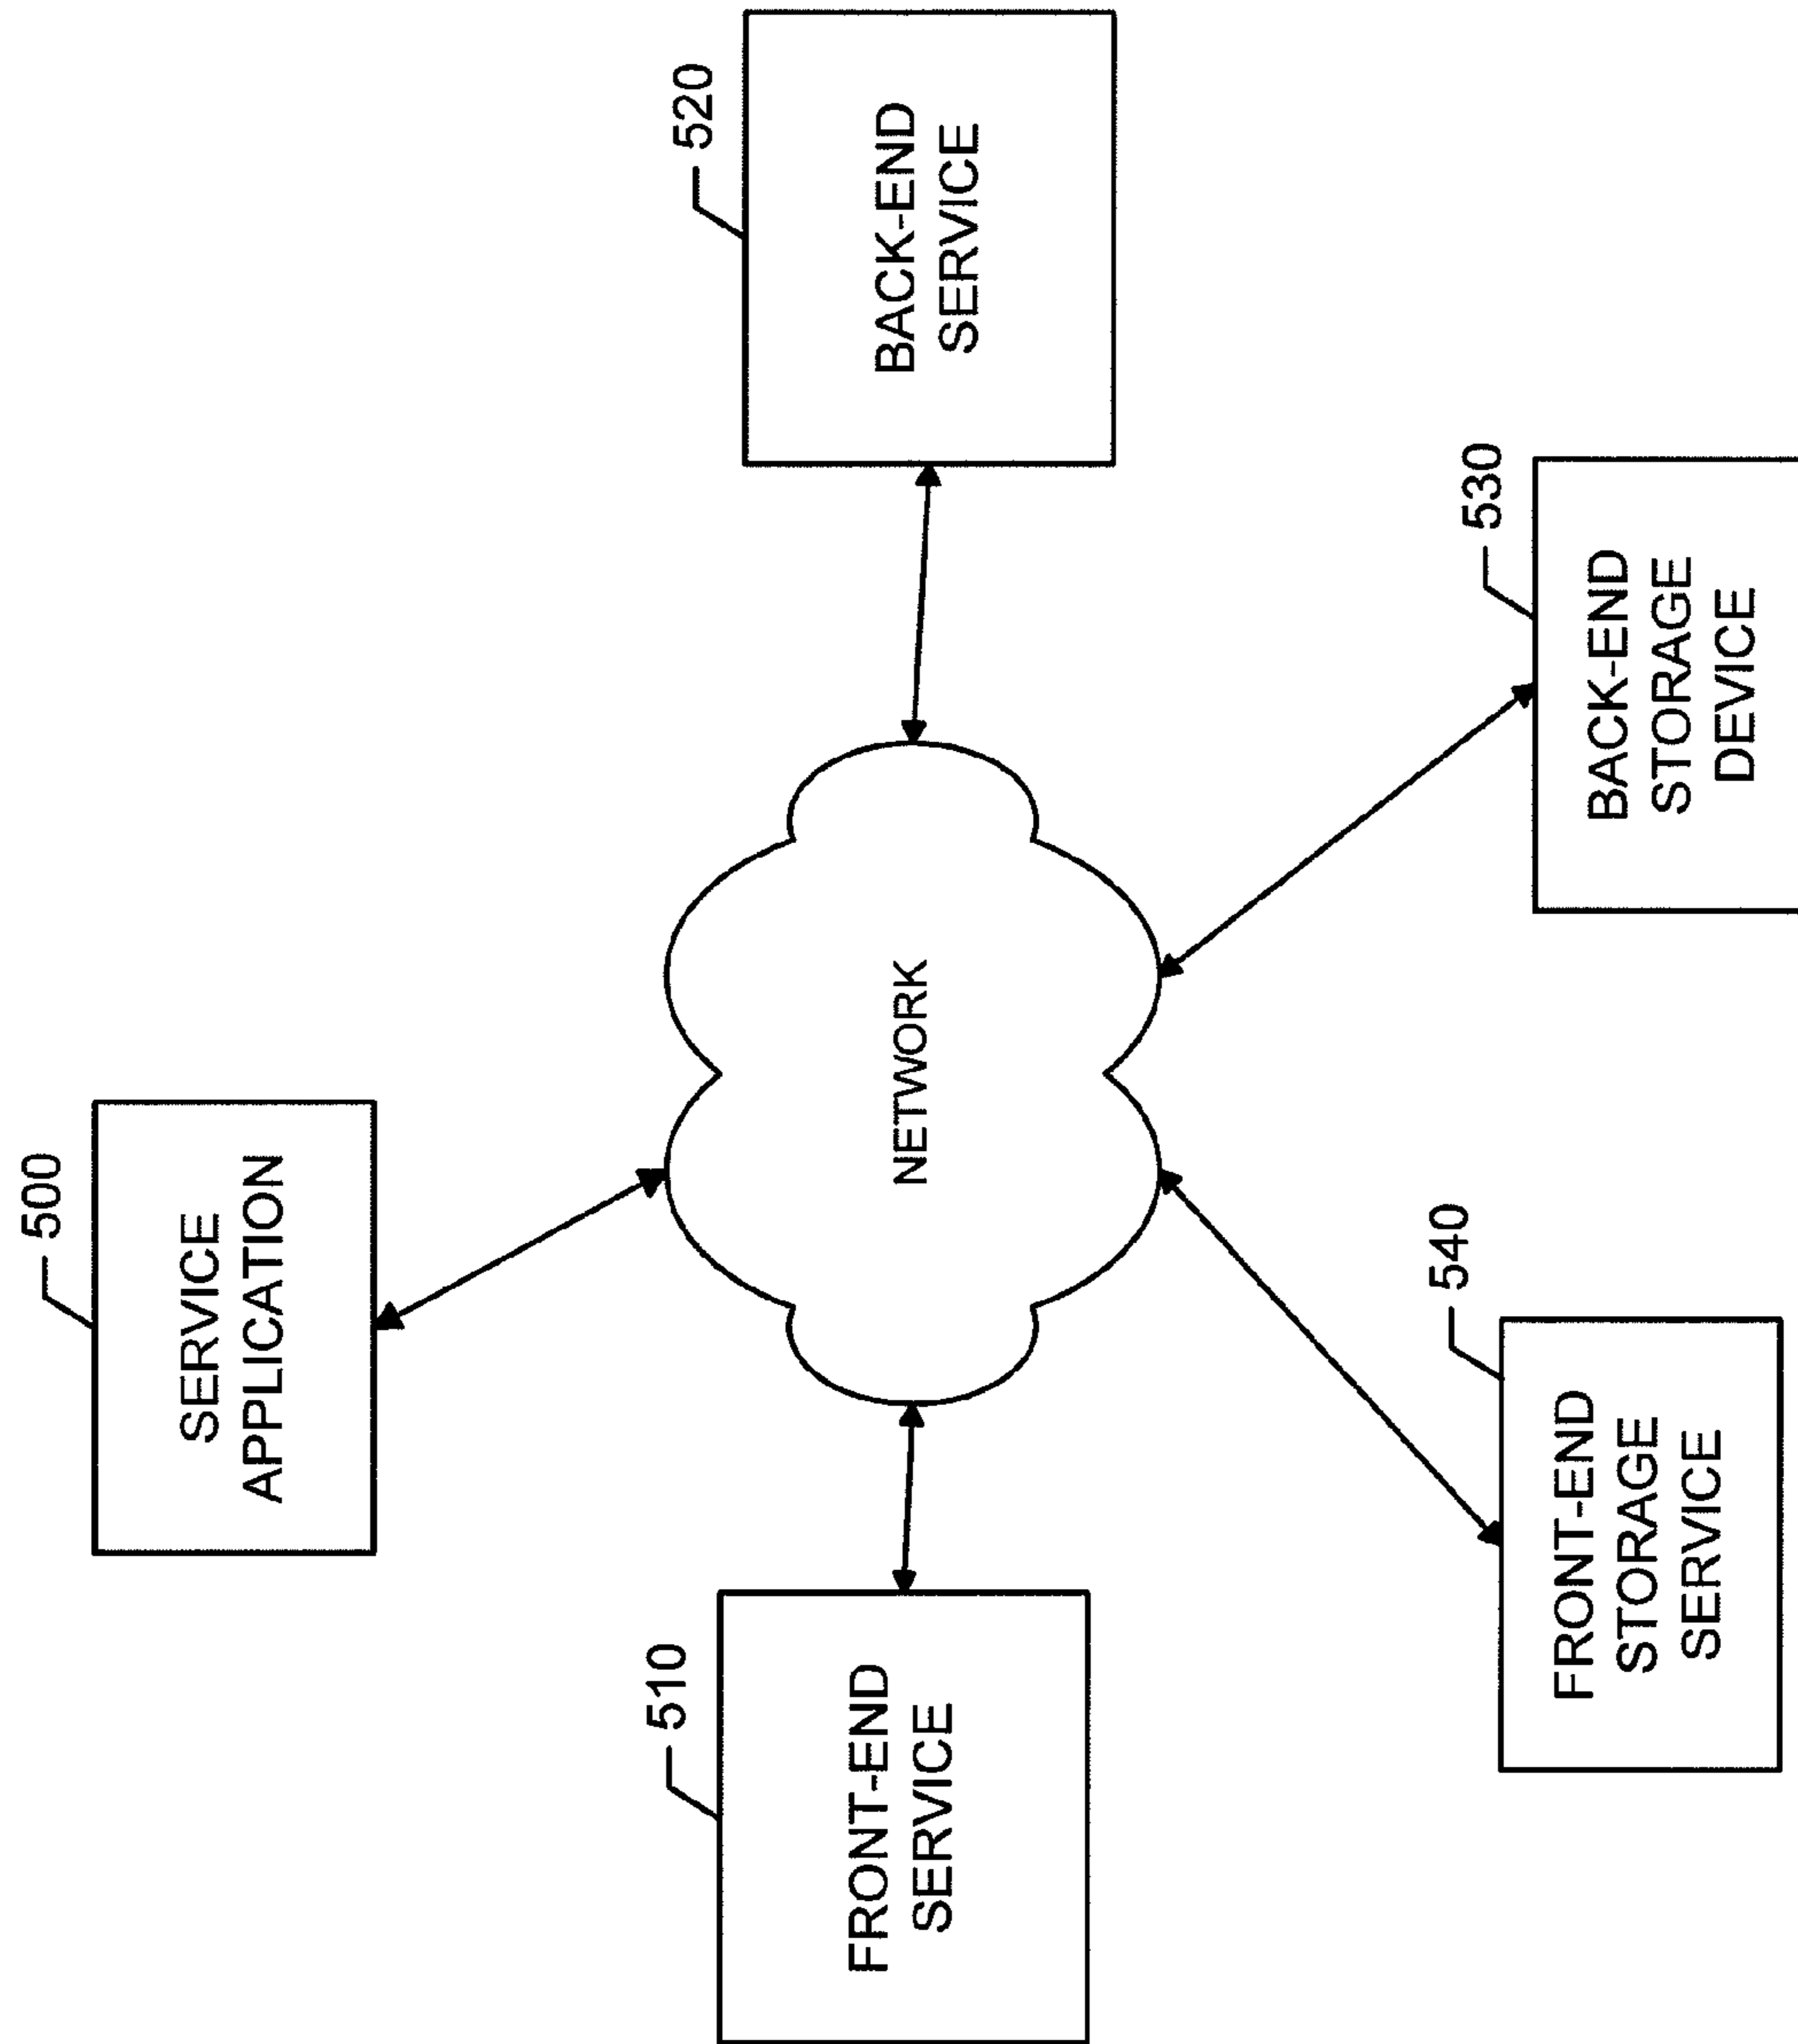 500
SERVICE
APPLICATION
510
FRONT-END
SERVICE
NETWORK
520
BACK-END
SERVICE
540
FRONT-END
STORAGE
SERVICE
530
BACK-END
STORAGE
DEVICE